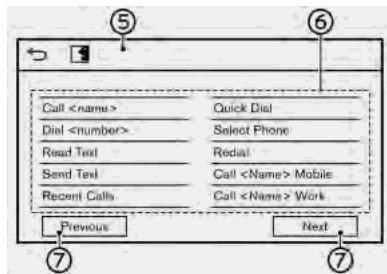 ⑤ ⑥
Call <name> Quick Dial
Dial <number> Select Phone
Read Text Redial
Send Text Call <Name> Mobile
Recent Calls Call <Name> Work
Previous Next
⑦ ⑦